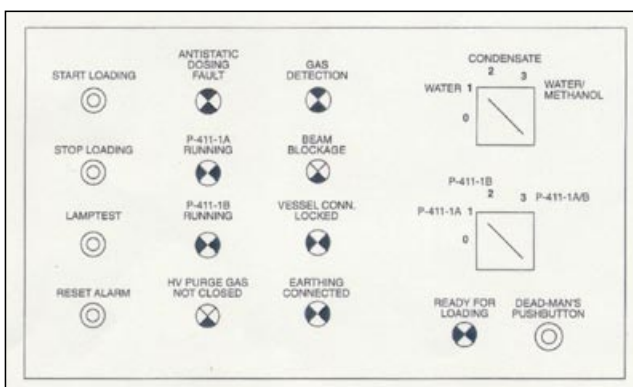 START LOADING
ANTISTATIC
DOSING
FAULT
GAS
DETECTION
CONDENSATE
2 3
WATER 1
WATER/
METHANOL
0
STOP LOADING
P-411-1A
RUNNING
BEAM
BLOCKAGE
LAMPTEST
P-411-1B
RUNNING
VESSEL CONN.
LOCKED
P-411-1B
2 3 P-411-1A/B
P-411-1A 1
0
RESET ALARM
HV PURGE GAS
NOT CLOSED
EARTHING
CONNECTED
READY FOR
LOADING
DEAD-MAN'S
PUSHBUTTON